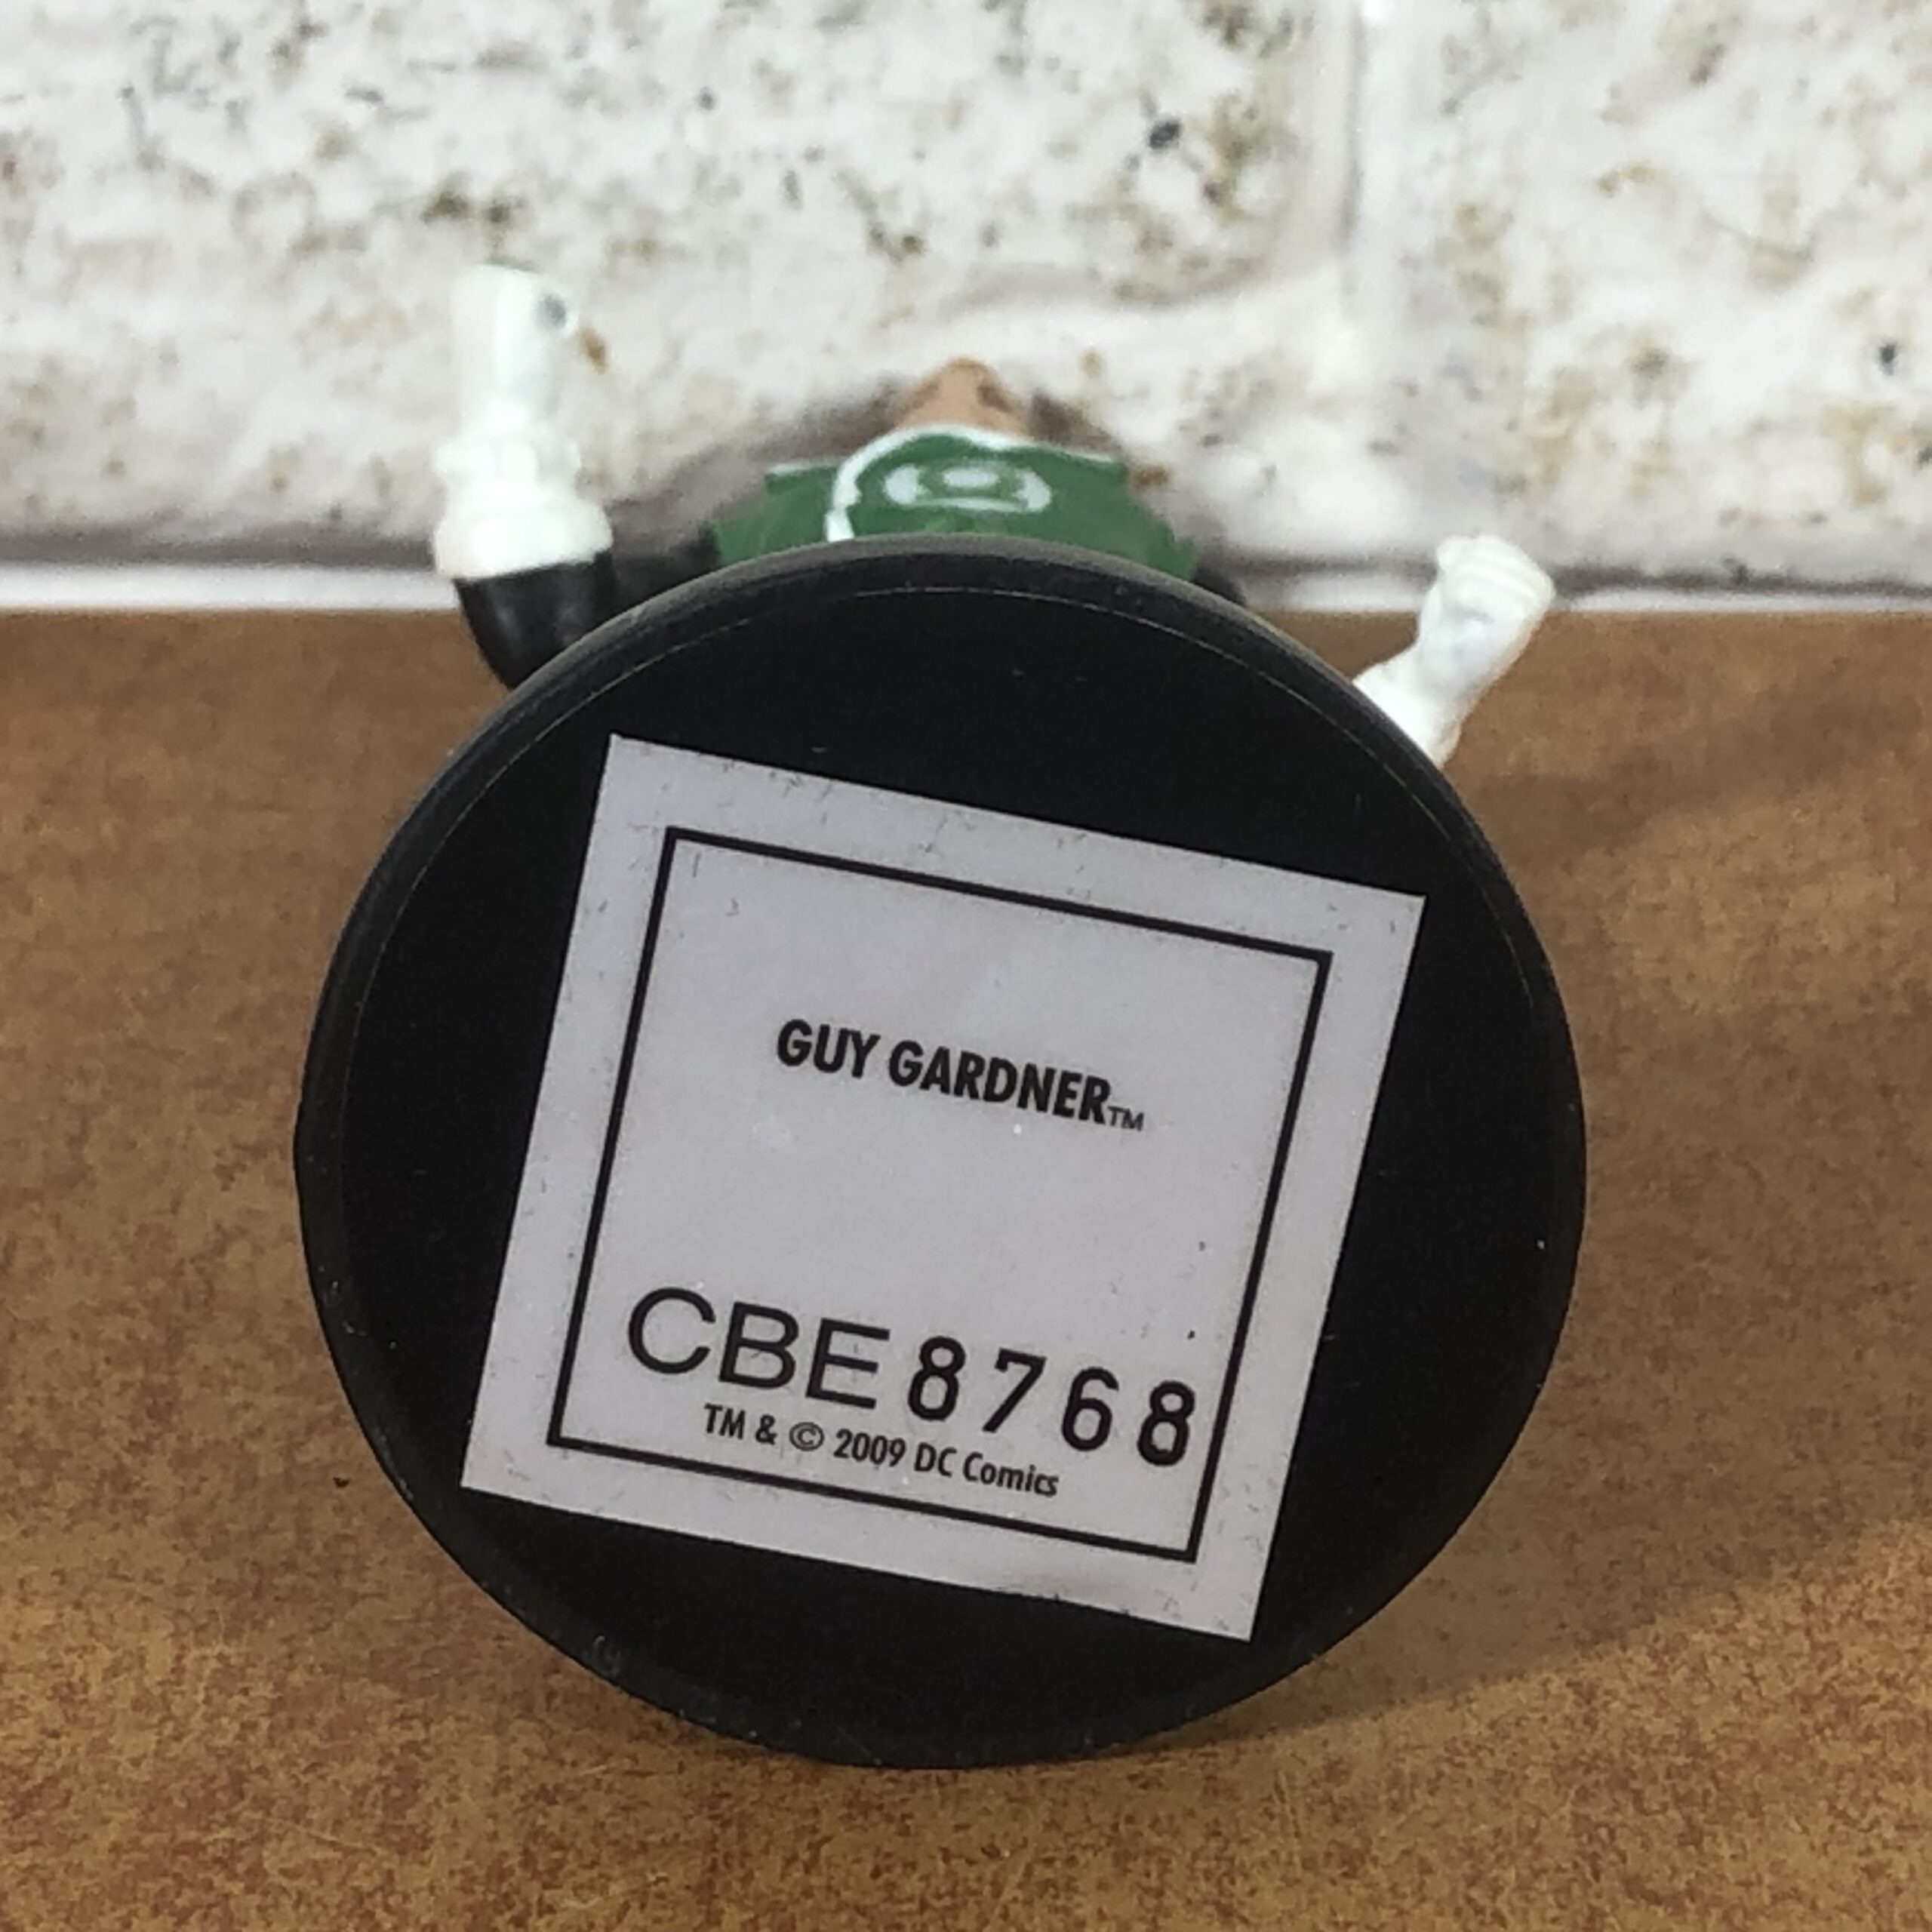 GUY GARDNER™
CBE 8768
TM & © 2009 DC Comics